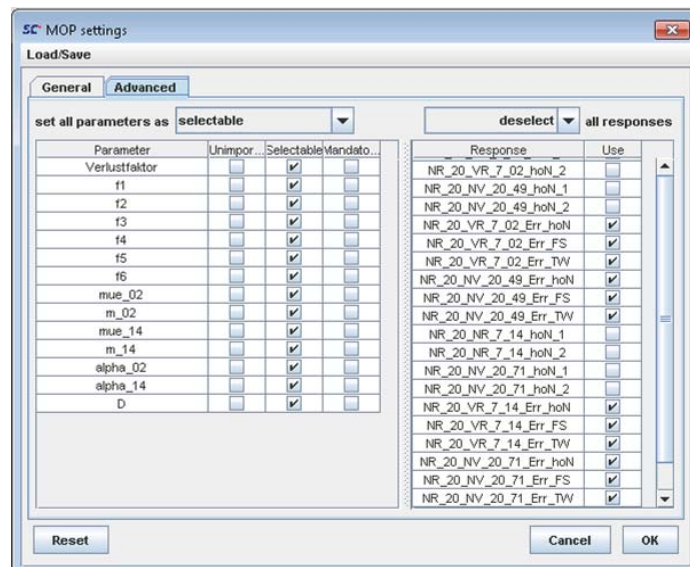 SC MOP settings
Load/Save
General Advanced
set all parameters as selectable deselect all responses
Parameter Unimpor... Selectable Mandato...
Verlustfaktor
f1
f2
f3
f4
f5
f6
mue_02
m_02
mue_14
m_14
alpha_02
alpha_14
D
Response Use
NR_20_VR_7_02_hoN_2
NR_20_NV_20_49_hoN_1
NR_20_NV_20_49_hoN_2
NR_20_VR_7_02_Err_hoN
NR_20_VR_7_02_Err_FS
NR_20_VR_7_02_Err_TW
NR_20_NV_20_49_Err_hoN
NR_20_NV_20_49_Err_FS
NR_20_NV_20_49_Err_TW
NR_20_NR_7_14_hoN_1
NR_20_NR_7_14_hoN_2
NR_20_NV_20_71_hoN_1
NR_20_NV_20_71_hoN_2
NR_20_VR_7_14_Err_hoN
NR_20_VR_7_14_Err_FS
NR_20_VR_7_14_Err_TW
NR_20_NV_20_71_Err_hoN
NR_20_NV_20_71_Err_FS
NR_20_NV_20_71_Err_TW
Reset Cancel OK